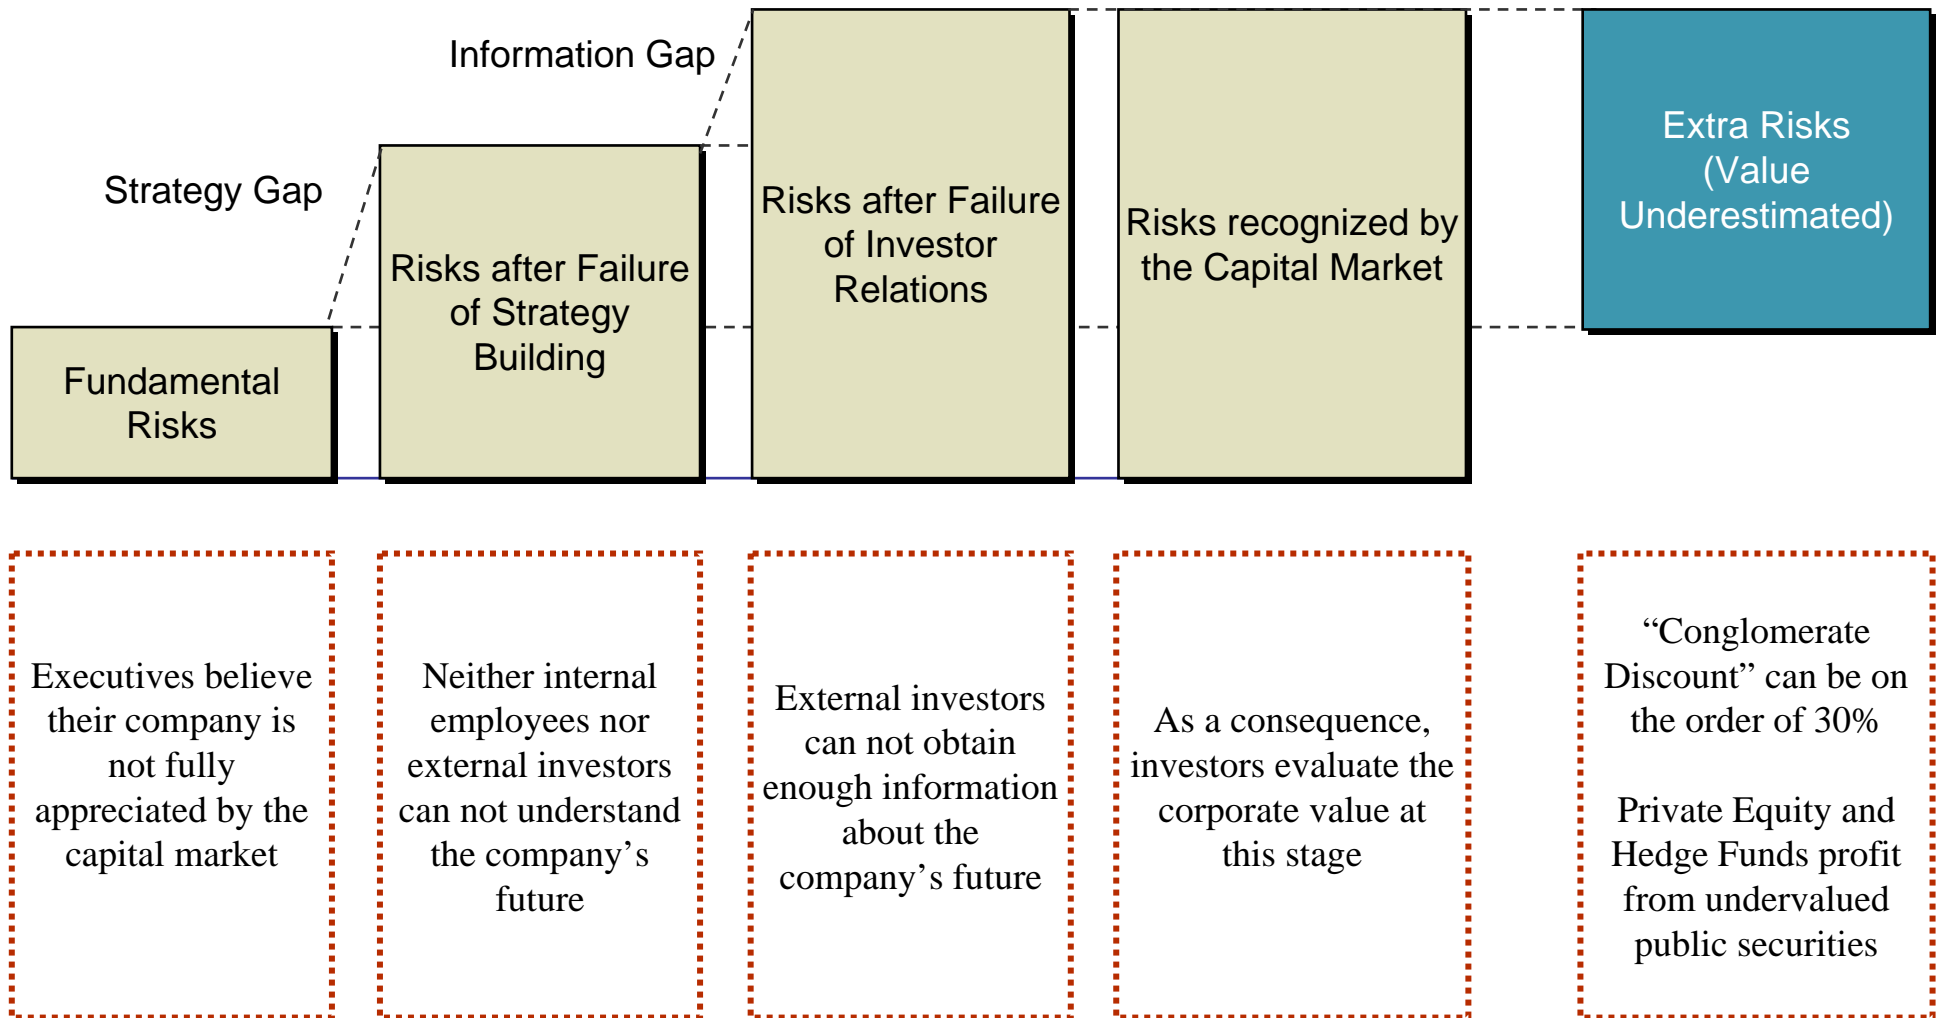 Information Gap
Strategy Gap
Fundamental
Risks
Risks after Failure
of Strategy
Building
Risks after Failure
of Investor
Relations
Risks recognized by
the Capital Market
Extra Risks
(Value
Underestimated)
Executives believe
their company is
not fully
appreciated by the
capital market
Neither internal
employees nor
external investors
can not understand
the company’s
future
External investors
can not obtain
enough information
about the
company’s future
As a consequence,
investors evaluate the
corporate value at
this stage
“Conglomerate
Discount” can be on
the order of 30%
Private Equity and
Hedge Funds profit
from undervalued
public securities